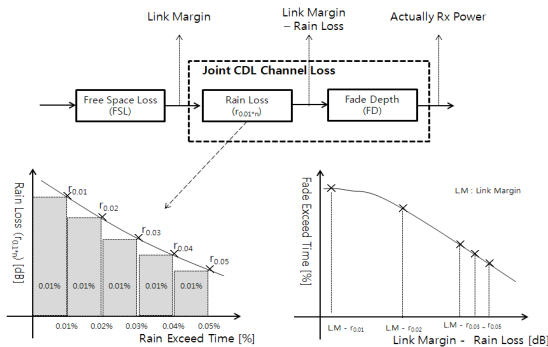 Link Margin
Link Margin
– Rain Loss
Actually Rx Power
Joint CDL Channel Loss
Free Space Loss
(FSL)
Rain Loss
(r0.01*n)
Fade Depth
(FD)
Rain Loss (r0.01*n) [dB]
r0.01
r0.02
r0.03
r0.04
r0.05
0.01%
0.01%
0.01%
0.01%
0.01%
0.01%
0.02%
0.03%
0.04%
0.05%
Rain Exceed Time [%]
Fade Exceed Time [%]
LM : Link Margin
LM - r0.01
LM - r0.02
LM - r0.03 - r0.05
Link Margin - Rain Loss [dB]